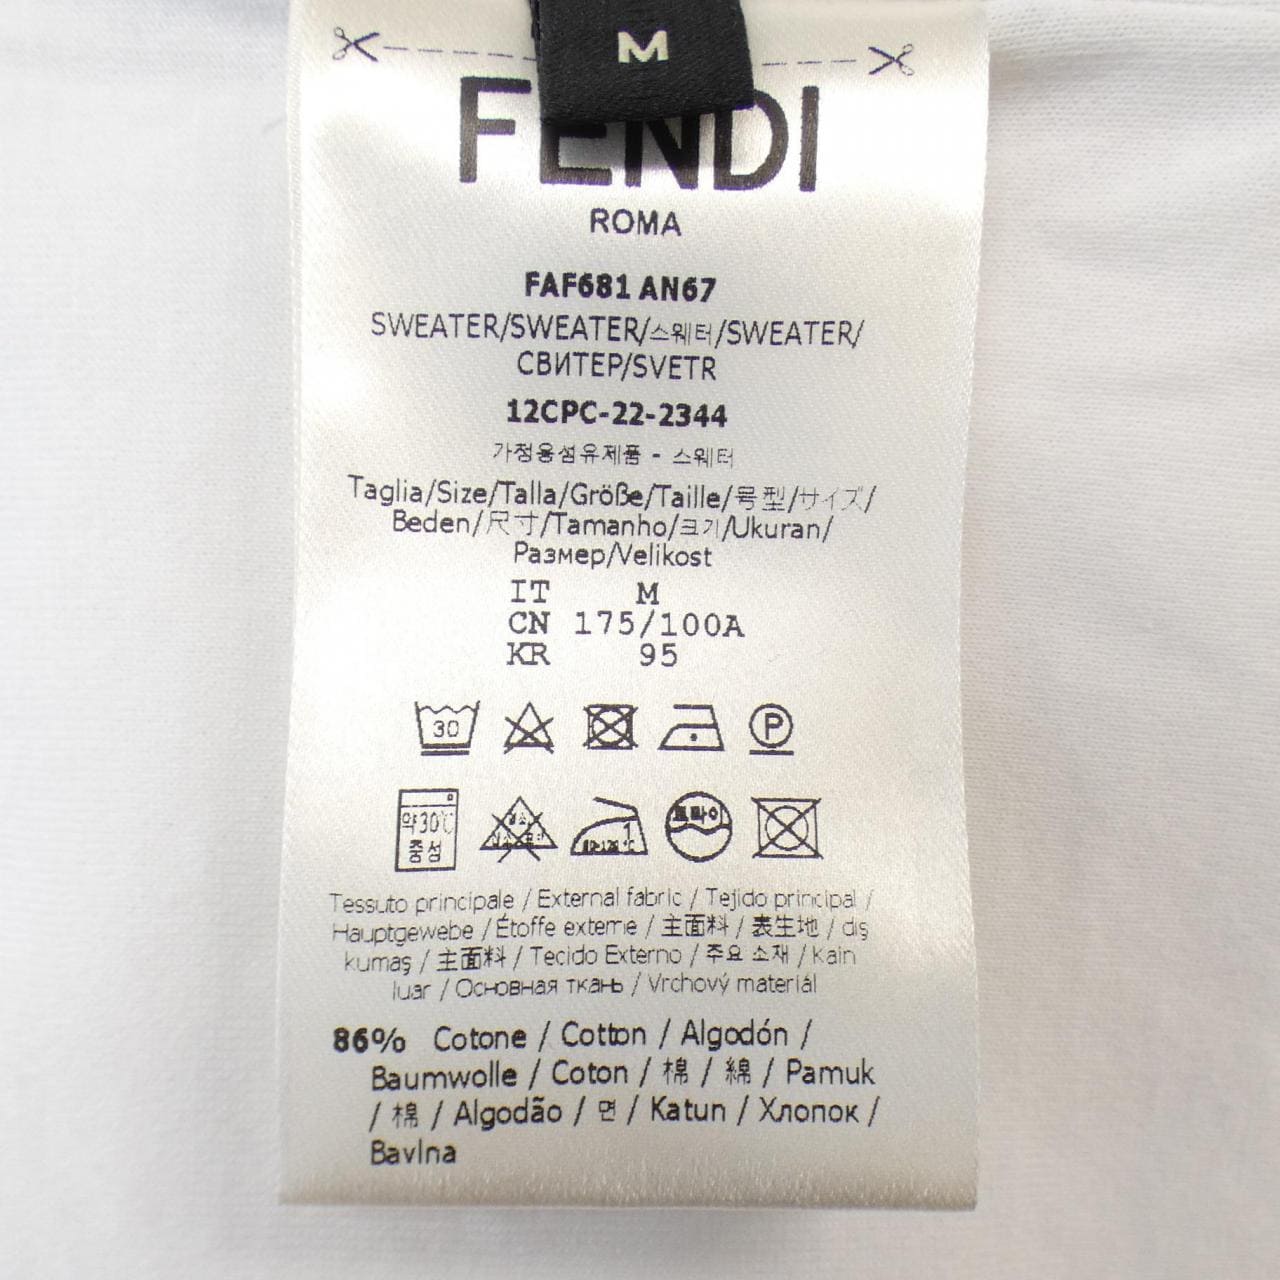 M
FENDI
ROMA
FAF681 AN67
SWEATER/SWEATER/스웨터/SWEATER/
СВИТЕР/SVETR
12CPC-22-2344
가정용섬유제품 - 스웨터
Taglia/Size/Talla/Größe/Taille/号型/サイズ/
Beden/尺寸/Tamanho/크기/Ukuran/
Размер/Velikost
IT M
CN 175/100A
KR 95
30 P
약30℃ 드라이
중성
Tessuto principale / External fabric / Tejido principal /
Hauptgewebe / Étoffe externe / 主面料 / 表生地 / dış
kumaş / 主面料 / Tecido Externo / 주요 소재 / kain
luar / Основная ткань / Vrchový materiál
86% Cotone / Cotton / Algodón /
Baumwolle / Coton / 棉 / 綿 / Pamuk
/ 棉 / Algodão / 면 / Katun / Хлопок /
Bavlna